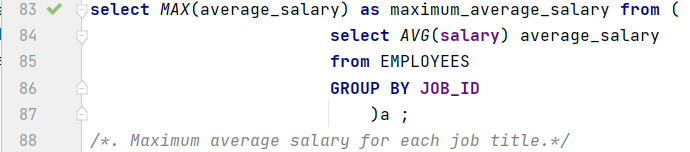 83 select MAX(average_salary) as maximum_average_salary from (
84 select AVG(salary) average_salary
85 from EMPLOYEES
86 GROUP BY JOB_ID
87 )a ;
88 /*. Maximum average salary for each job title.*/